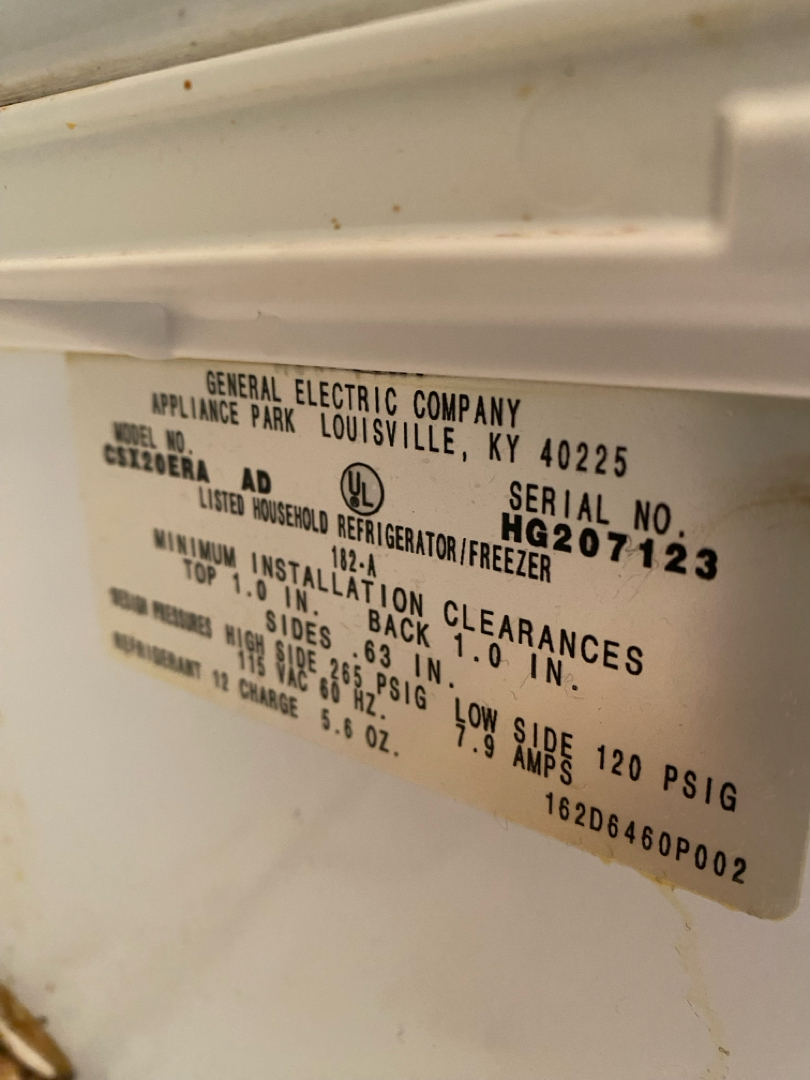 GENERAL ELECTRIC COMPANY
APPLIANCE PARK LOUISVILLE, KY 40225
MODEL NO. SERIAL NO.
CSX20ERA AD UL HG207123
LISTED HOUSEHOLD REFRIGERATOR/FREEZER
182-A
MINIMUM INSTALLATION CLEARANCES
TOP 1.0 IN. BACK 1.0 IN.
SIDES .63 IN.
DESIGN PRESSURES HIGH SIDE 265 PSIG LOW SIDE 120 PSIG
115 VAC 60 HZ. 7.9 AMPS
REFRIGERANT 12 CHARGE 5.6 OZ.
162D6460P002